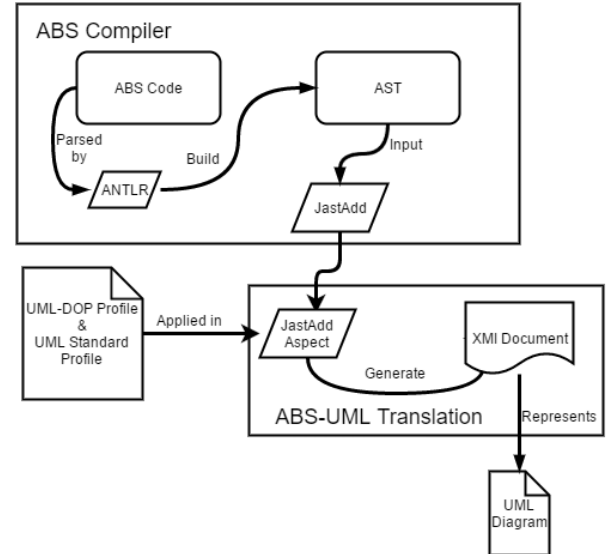 ABS Compiler
ABS Code
AST
Parsed
by
Build
Input
ANTLR
JastAdd
UML-DOP Profile
&
UML Standard
Profile
Applied in
JastAdd
Aspect
XMI Document
Generate
ABS-UML Translation
Represents
UML
Diagram